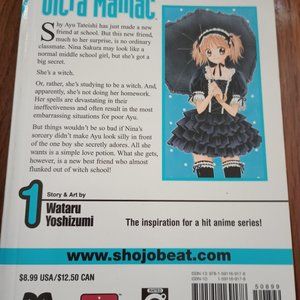 Ultra Maniac
Shy Ayu Tateishi has just made a new
friend at school. But this new friend,
much to her surprise, is no ordinary
classmate. Nina Sakura may look like a
normal middle school girl, but she's got a
big secret.
She's a witch.
Or, rather, she's studying to be a witch. And,
apparently, she's not doing her homework.
Her spells are devastating in their
ineffectiveness and often result in the most
embarrassing situations for poor Ayu.
But things wouldn't be so bad if Nina's
sorcery didn't make Ayu look silly in front
of the one boy she secretly adores. All she
wants is a simple love potion. What she gets,
however, is a new best friend who almost
flunked out of witch school!
1
Story & Art by
Wataru
Yoshizumi
The inspiration for a hit anime series!
www.shojobeat.com
$8.99 USA/$12.50 CAN
50899